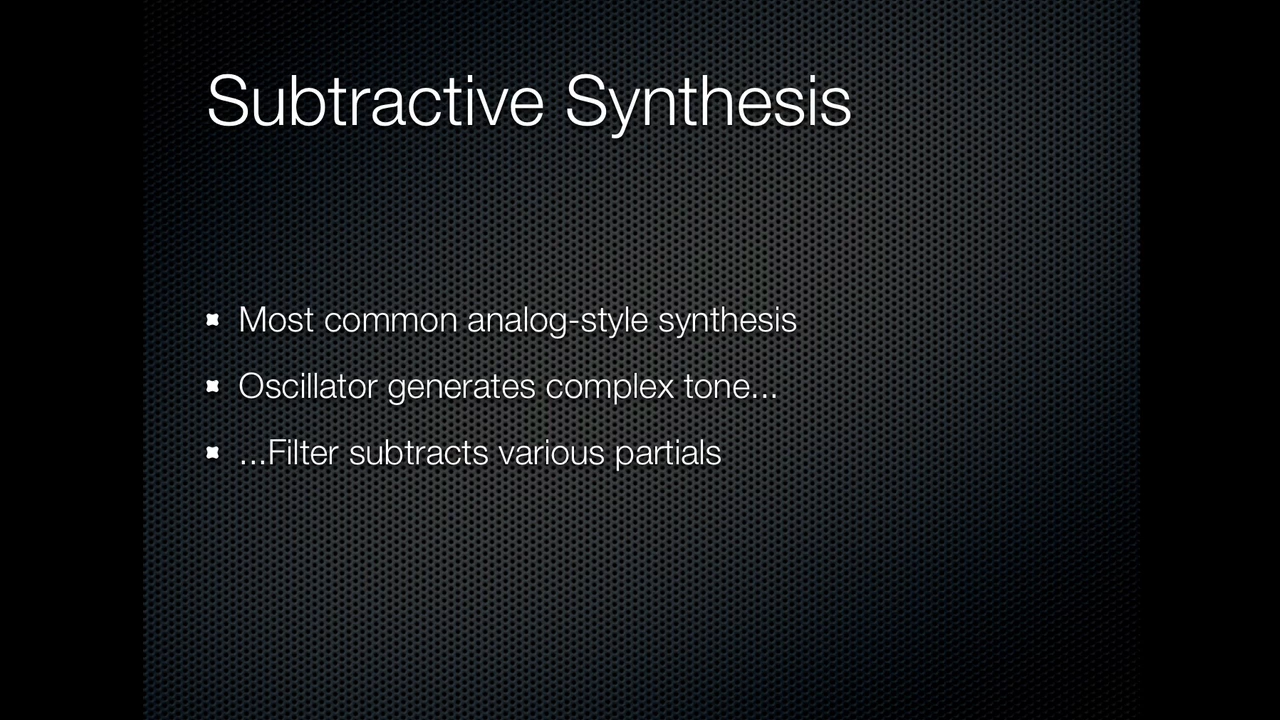 Subtractive Synthesis
Most common analog-style synthesis
Oscillator generates complex tone...
...Filter subtracts various partials